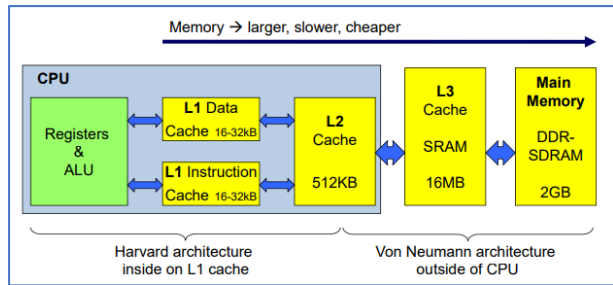 Memory → larger, slower, cheaper
CPU
Registers
&
ALU
L1 Data
Cache 16-32kB
L1 Instruction
Cache 16-32kB
L2
Cache
512KB
L3
Cache
SRAM
16MB
Main
Memory
DDR-
SDRAM
2GB
Harvard architecture
inside on L1 cache
Von Neumann architecture
outside of CPU